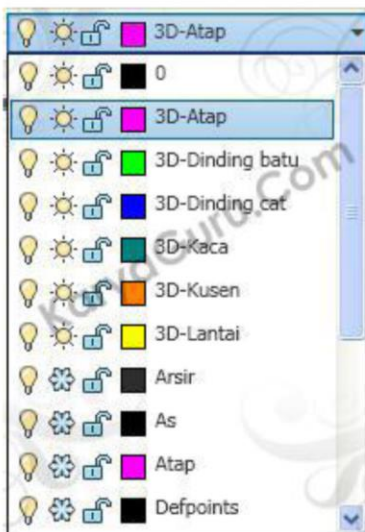 3D-Atap
0
3D-Atap
3D-Dinding batu
3D-Dinding cat
3D-Kaca
3D-Kusen
3D-Lantai
Arsir
As
Atap
Defpoints
KaryaGuru.Com